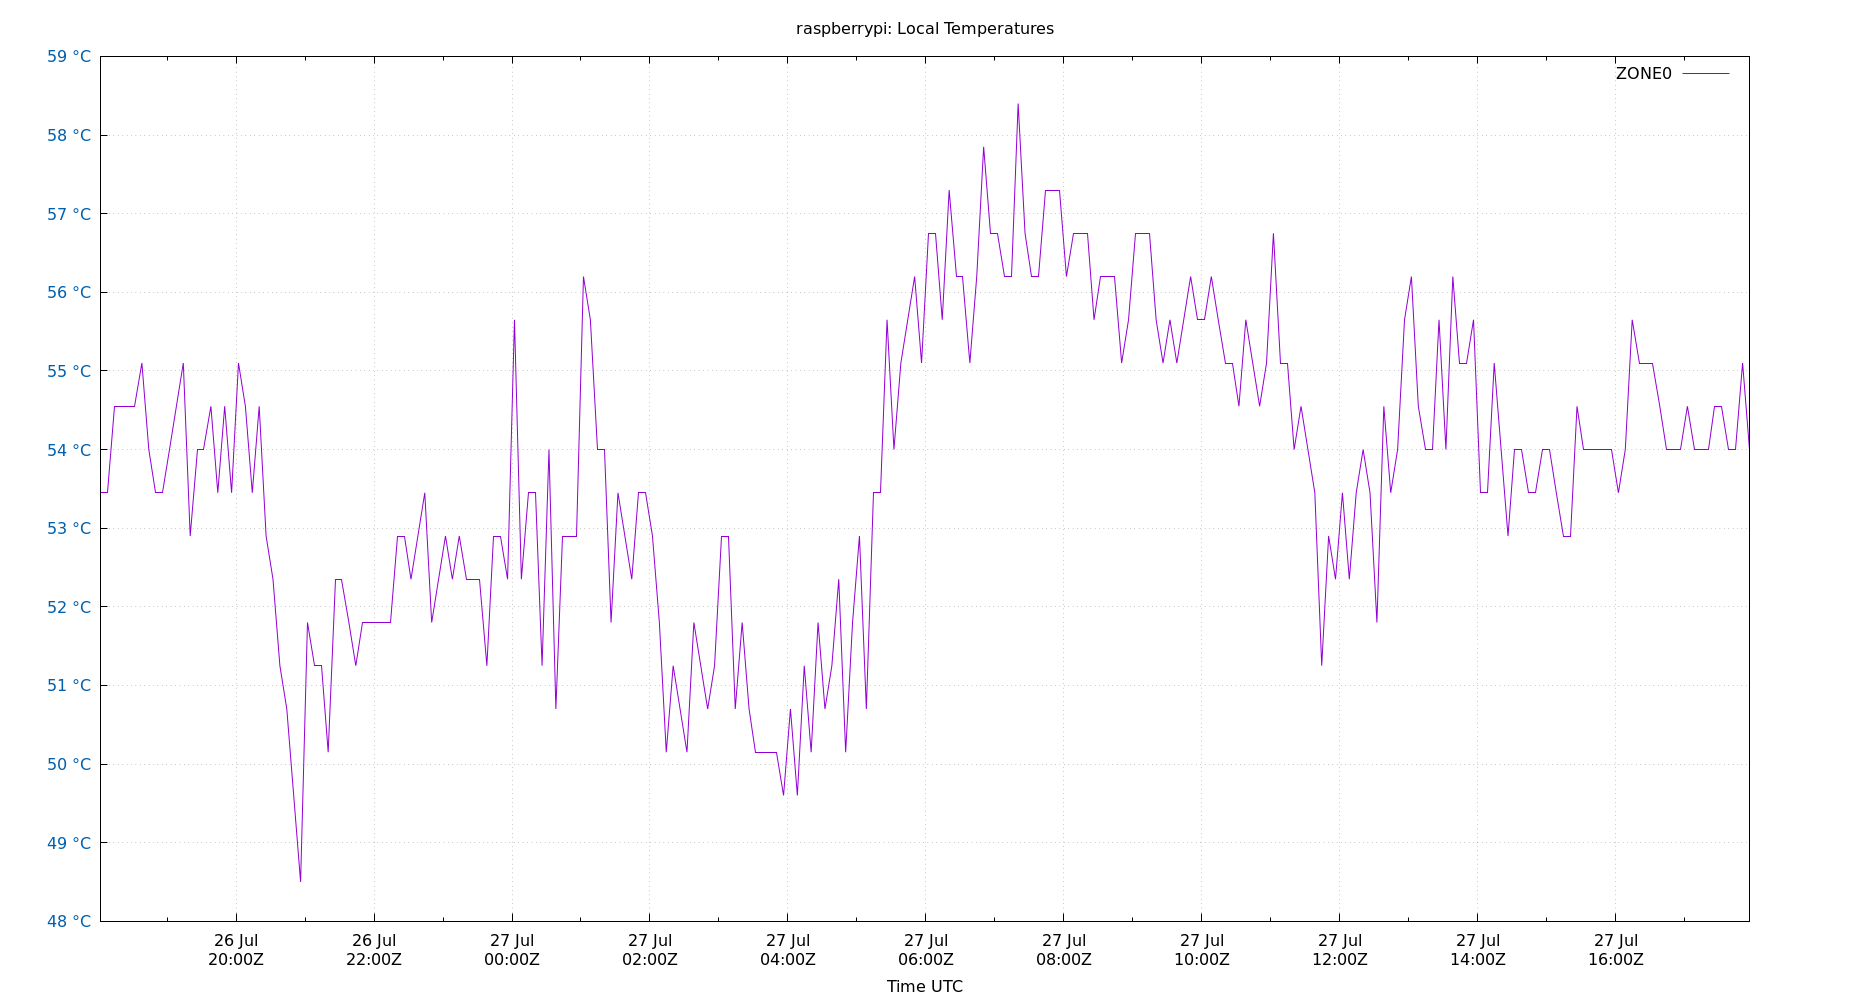 raspberrypi: Local Temperatures
ZONE0
59 °C
58 °C
57 °C
56 °C
55 °C
54 °C
53 °C
52 °C
51 °C
50 °C
49 °C
48 °C
26 Jul
20:00Z
26 Jul
22:00Z
27 Jul
00:00Z
27 Jul
02:00Z
27 Jul
04:00Z
27 Jul
06:00Z
27 Jul
08:00Z
27 Jul
10:00Z
27 Jul
12:00Z
27 Jul
14:00Z
27 Jul
16:00Z
Time UTC